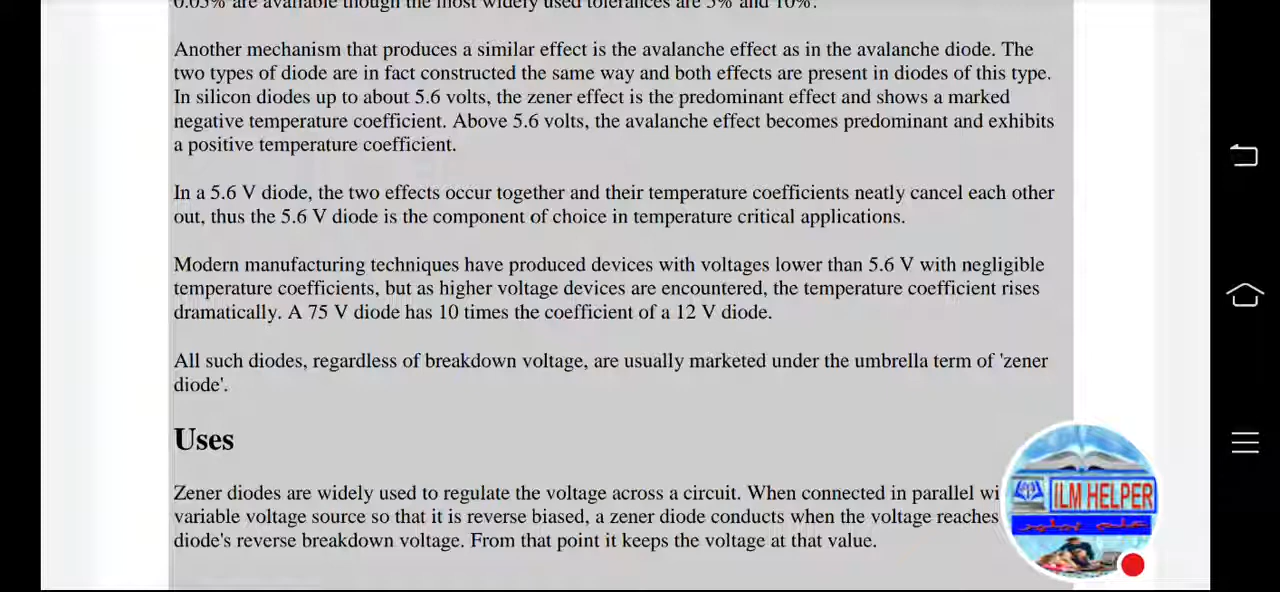 0.05% are available though the most widely used tolerances are 5% and 10%.
Another mechanism that produces a similar effect is the avalanche effect as in the avalanche diode. The
two types of diode are in fact constructed the same way and both effects are present in diodes of this type.
In silicon diodes up to about 5.6 volts, the zener effect is the predominant effect and shows a marked
negative temperature coefficient. Above 5.6 volts, the avalanche effect becomes predominant and exhibits
a positive temperature coefficient.
In a 5.6 V diode, the two effects occur together and their temperature coefficients neatly cancel each other
out, thus the 5.6 V diode is the component of choice in temperature critical applications.
Modern manufacturing techniques have produced devices with voltages lower than 5.6 V with negligible
temperature coefficients, but as higher voltage devices are encountered, the temperature coefficient rises
dramatically. A 75 V diode has 10 times the coefficient of a 12 V diode.
All such diodes, regardless of breakdown voltage, are usually marketed under the umbrella term of 'zener
diode'.
Uses
Zener diodes are widely used to regulate the voltage across a circuit. When connected in parallel wi
variable voltage source so that it is reverse biased, a zener diode conducts when the voltage reaches
diode's reverse breakdown voltage. From that point it keeps the voltage at that value.
ILM HELPER